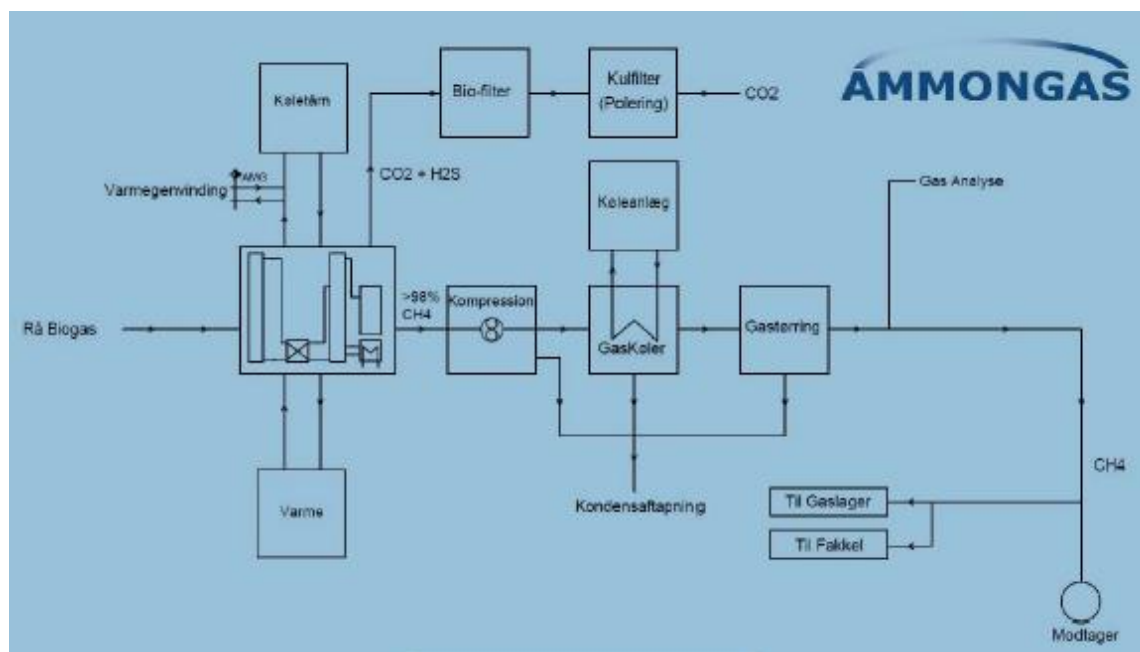 AMMONGAS
Køletårn
Bio-filter
Kulfilter
(Polering)
CO2
AMG
Varmegenvinding
CO2 + H2S
Køleanlæg
Gas Analyse
>98%
CH4
Kompression
Rå Biogas
GasKøler
Gastørring
CH4
Varme
Kondensaftapning
Til Gaslager
Til Fakkel
Modtager